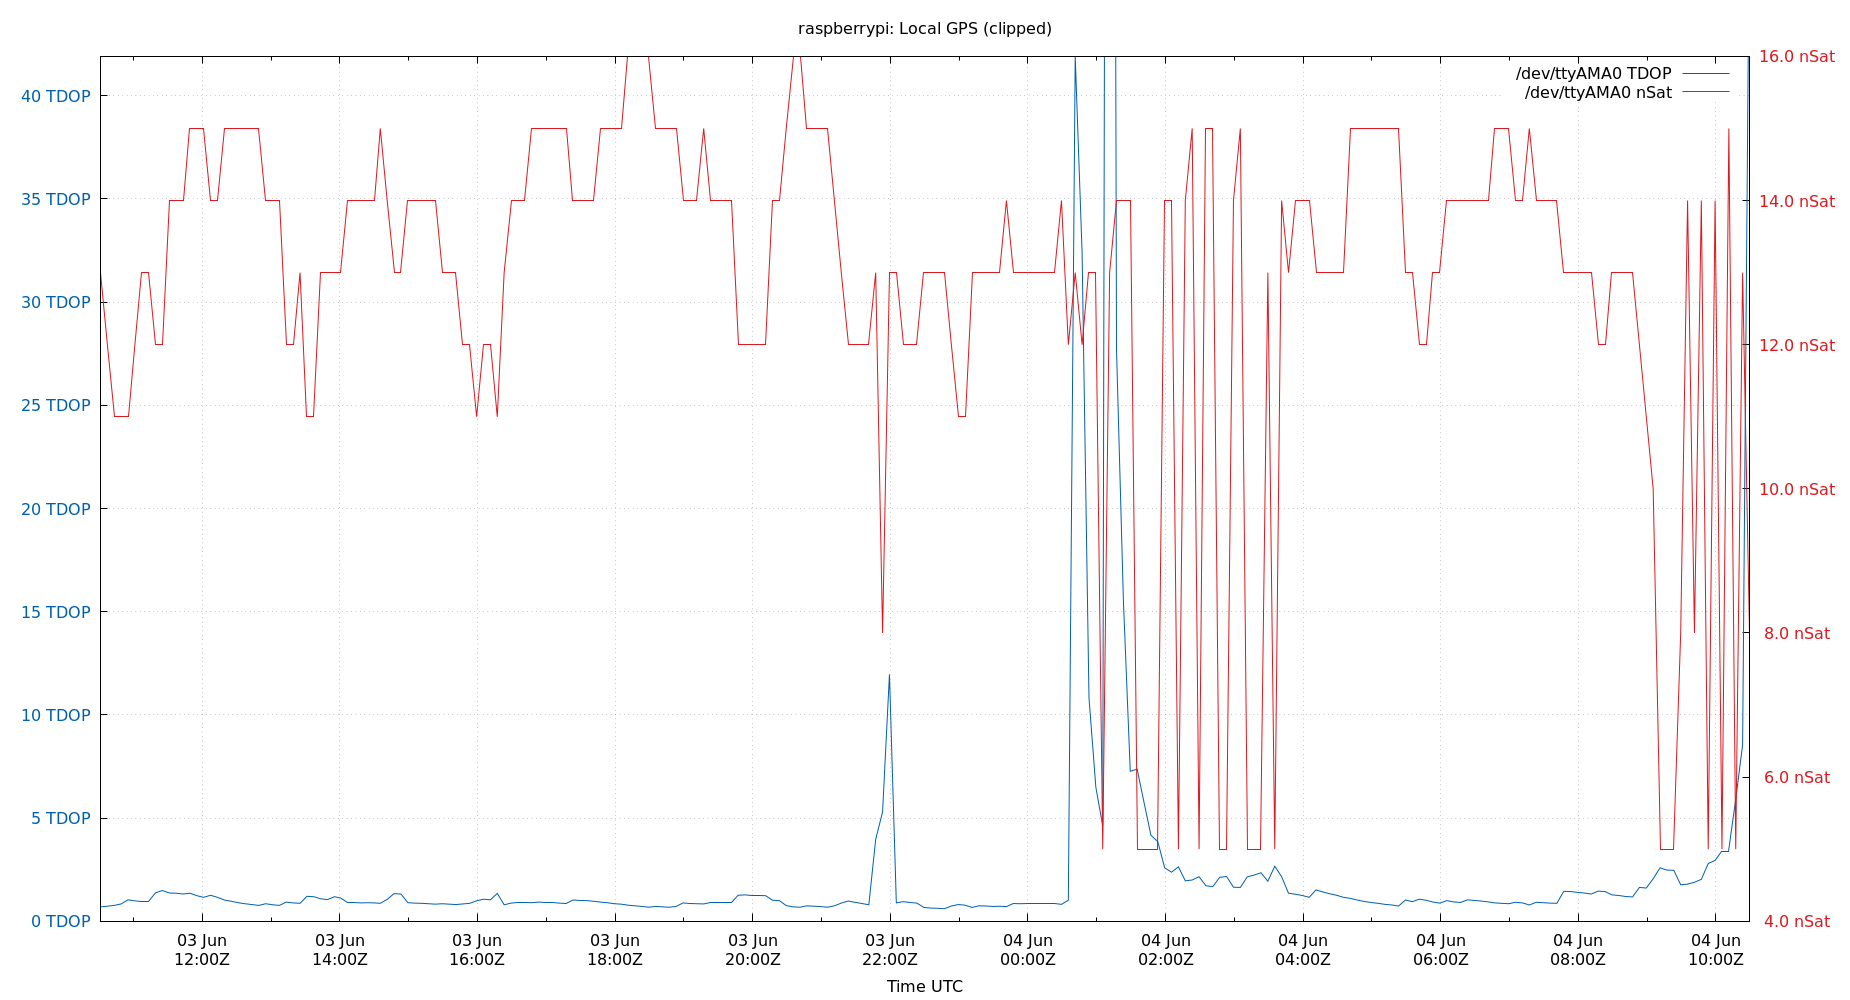 raspberrypi: Local GPS (clipped)
/dev/ttyAMA0 TDOP
/dev/ttyAMA0 nSat
40 TDOP
35 TDOP
30 TDOP
25 TDOP
20 TDOP
15 TDOP
10 TDOP
5 TDOP
0 TDOP
16.0 nSat
14.0 nSat
12.0 nSat
10.0 nSat
8.0 nSat
6.0 nSat
4.0 nSat
03 Jun
12:00Z
03 Jun
14:00Z
03 Jun
16:00Z
03 Jun
18:00Z
03 Jun
20:00Z
03 Jun
22:00Z
04 Jun
00:00Z
04 Jun
02:00Z
04 Jun
04:00Z
04 Jun
06:00Z
04 Jun
08:00Z
04 Jun
10:00Z
Time UTC